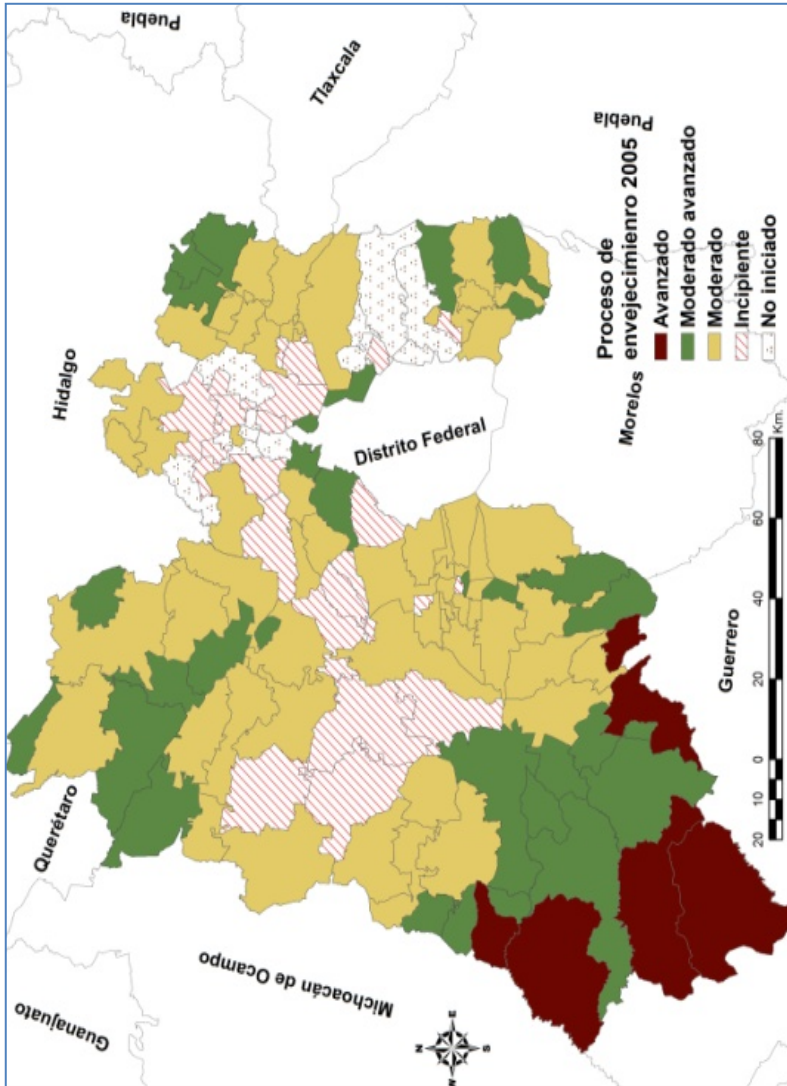 Guanajuato
Querétaro
Hidalgo
Puebla
Tlaxcala
Puebla
Michoacán de Ocampo
Distrito Federal
Morelos
Guerrero
N
W
E
S
Proceso de
envejecimienro 2005
Avanzado
Moderado avanzado
Moderado
Incipiente
No iniciado
20 10 0 20 40 60 80
Km.